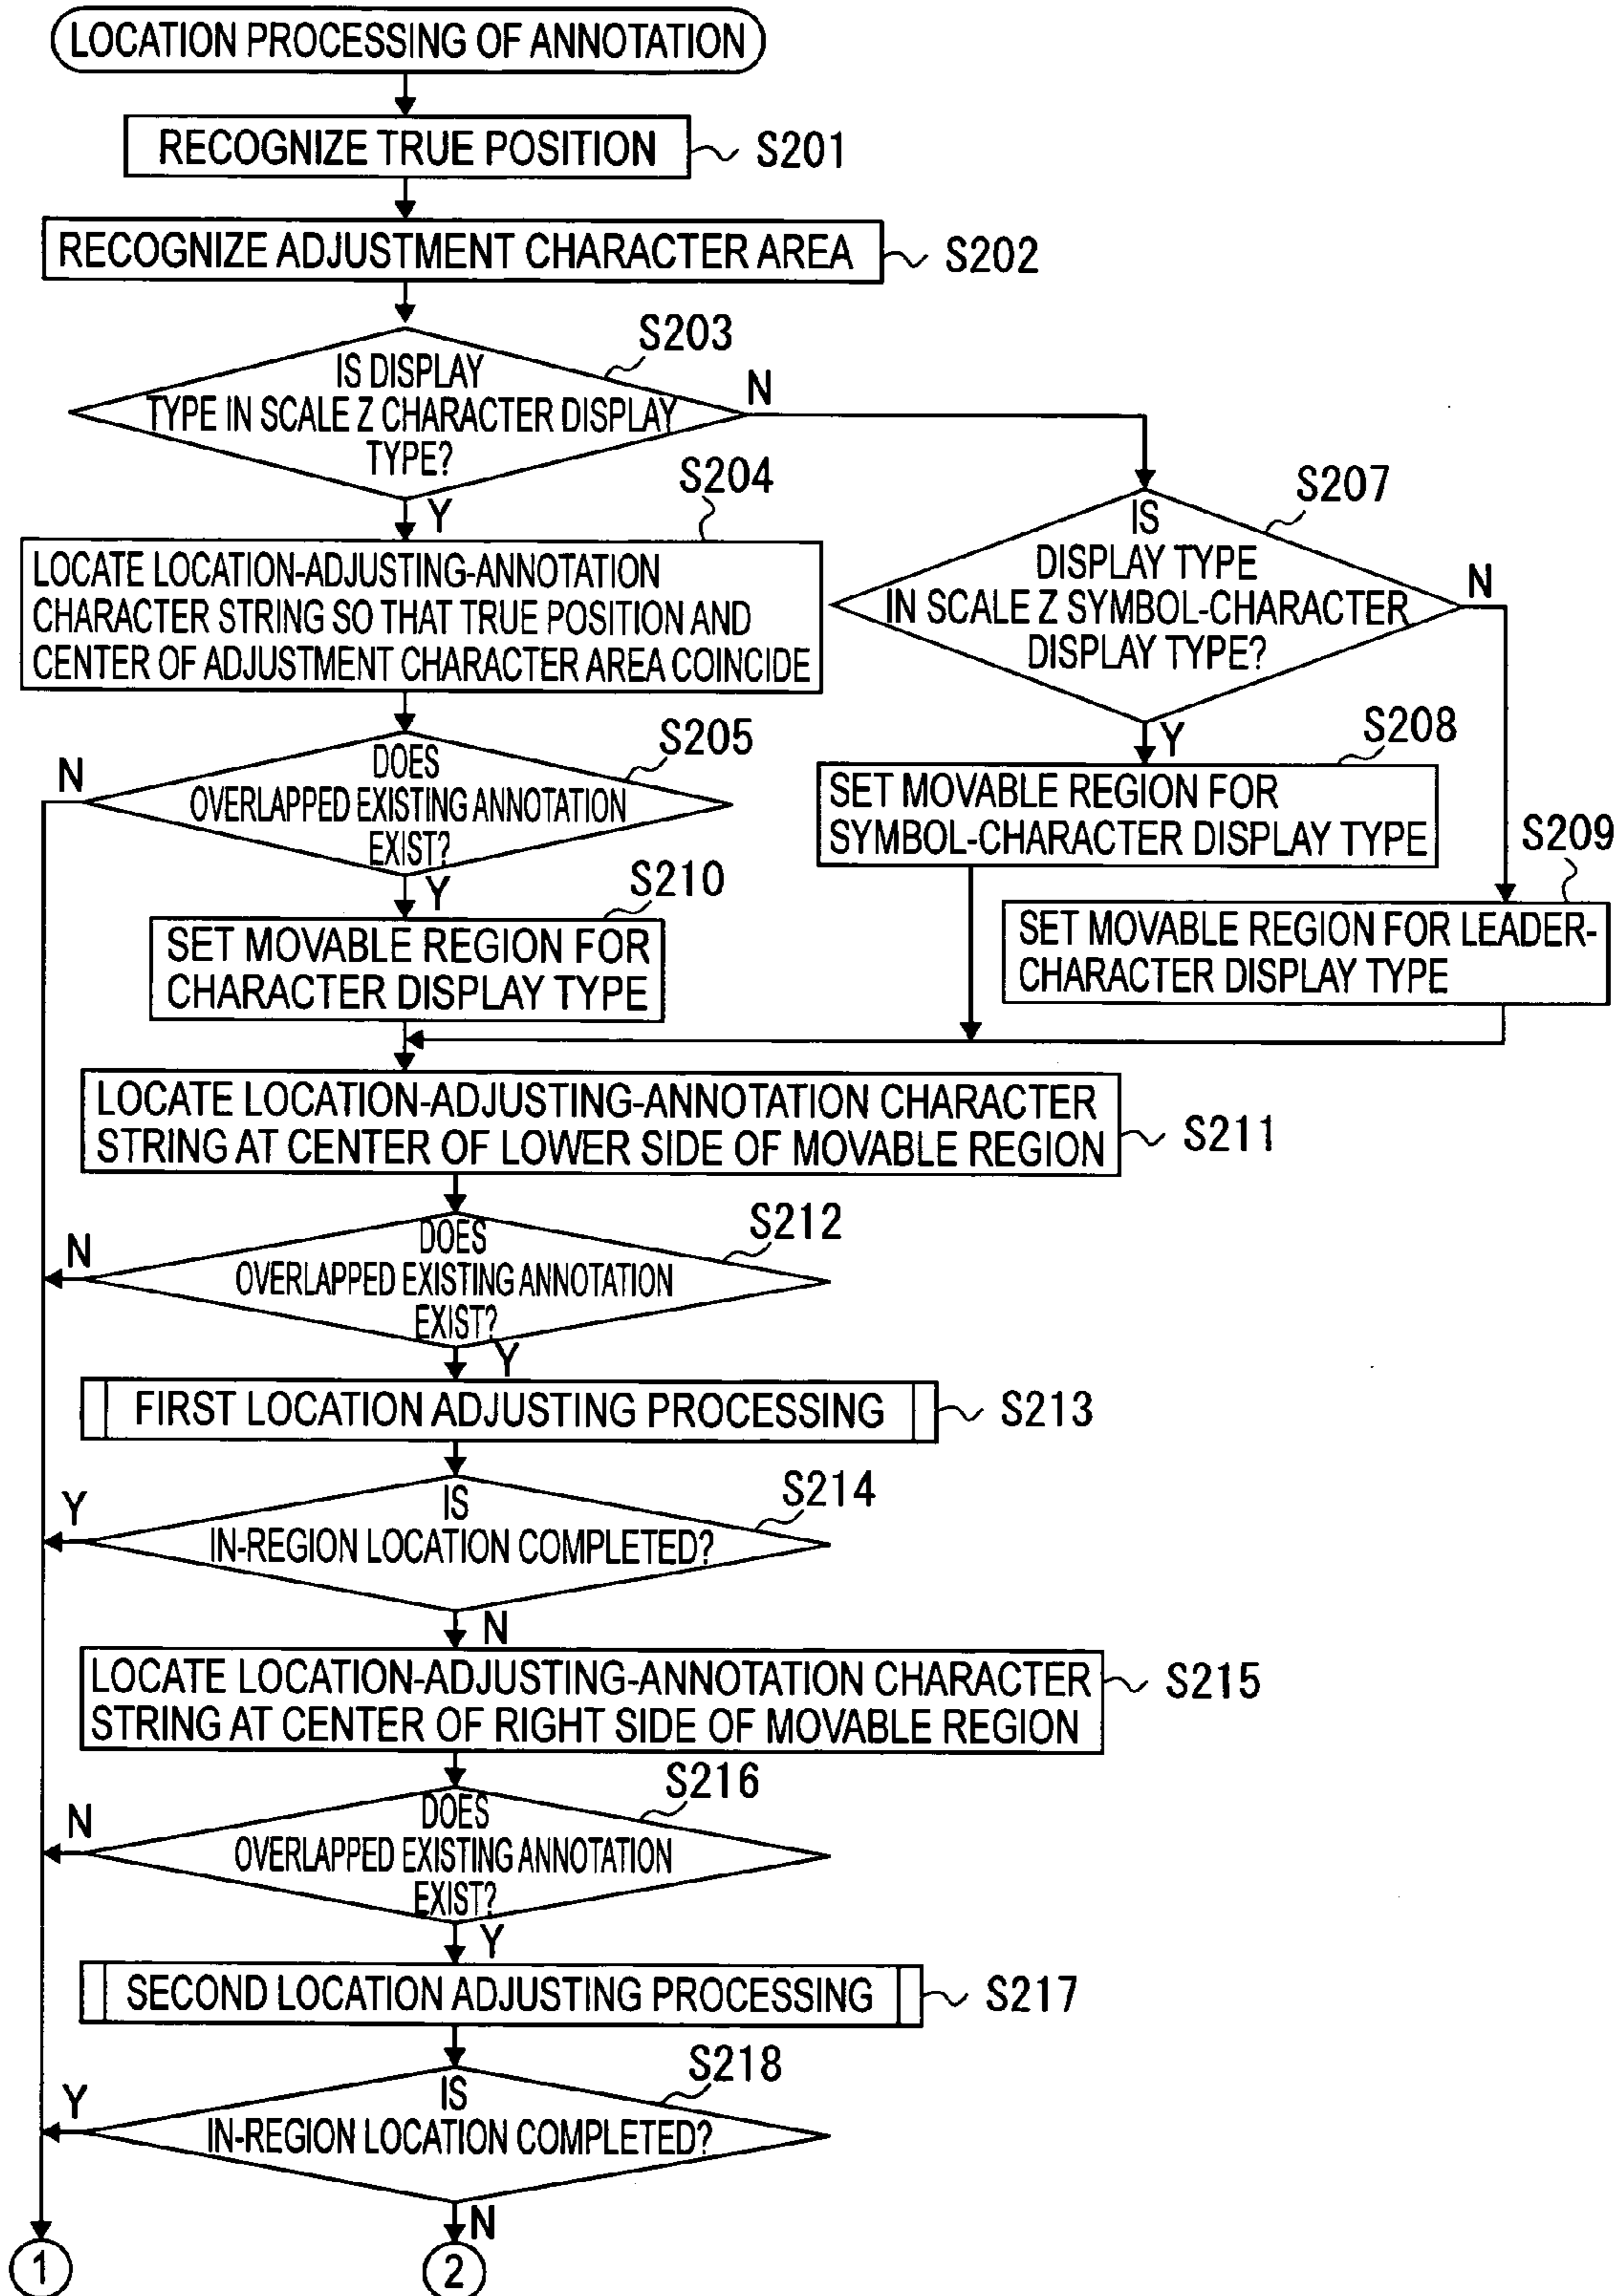 LOCATION PROCESSING OF ANNOTATION
RECOGNIZE TRUE POSITION
S201
RECOGNIZE ADJUSTMENT CHARACTER AREA
S202
S203
IS DISPLAY
TYPE IN SCALE Z CHARACTER DISPLAY
TYPE?
N
Y
S204
LOCATE LOCATION-ADJUSTING-ANNOTATION
CHARACTER STRING SO THAT TRUE POSITION AND
CENTER OF ADJUSTMENT CHARACTER AREA COINCIDE
S207
IS
DISPLAY TYPE
IN SCALE Z SYMBOL-CHARACTER
DISPLAY TYPE?
N
Y
S205
DOES
OVERLAPPED EXISTING ANNOTATION
EXIST?
N
Y
S208
SET MOVABLE REGION FOR
SYMBOL-CHARACTER DISPLAY TYPE
S209
SET MOVABLE REGION FOR LEADER-
CHARACTER DISPLAY TYPE
S210
SET MOVABLE REGION FOR
CHARACTER DISPLAY TYPE
LOCATE LOCATION-ADJUSTING-ANNOTATION CHARACTER
STRING AT CENTER OF LOWER SIDE OF MOVABLE REGION
S211
S212
DOES
OVERLAPPED EXISTING ANNOTATION
EXIST?
N
Y
FIRST LOCATION ADJUSTING PROCESSING
S213
S214
IS
IN-REGION LOCATION COMPLETED?
Y
N
LOCATE LOCATION-ADJUSTING-ANNOTATION CHARACTER
STRING AT CENTER OF RIGHT SIDE OF MOVABLE REGION
S215
S216
DOES
OVERLAPPED EXISTING ANNOTATION
EXIST?
N
Y
SECOND LOCATION ADJUSTING PROCESSING
S217
S218
IS
IN-REGION LOCATION COMPLETED?
Y
N
1
2